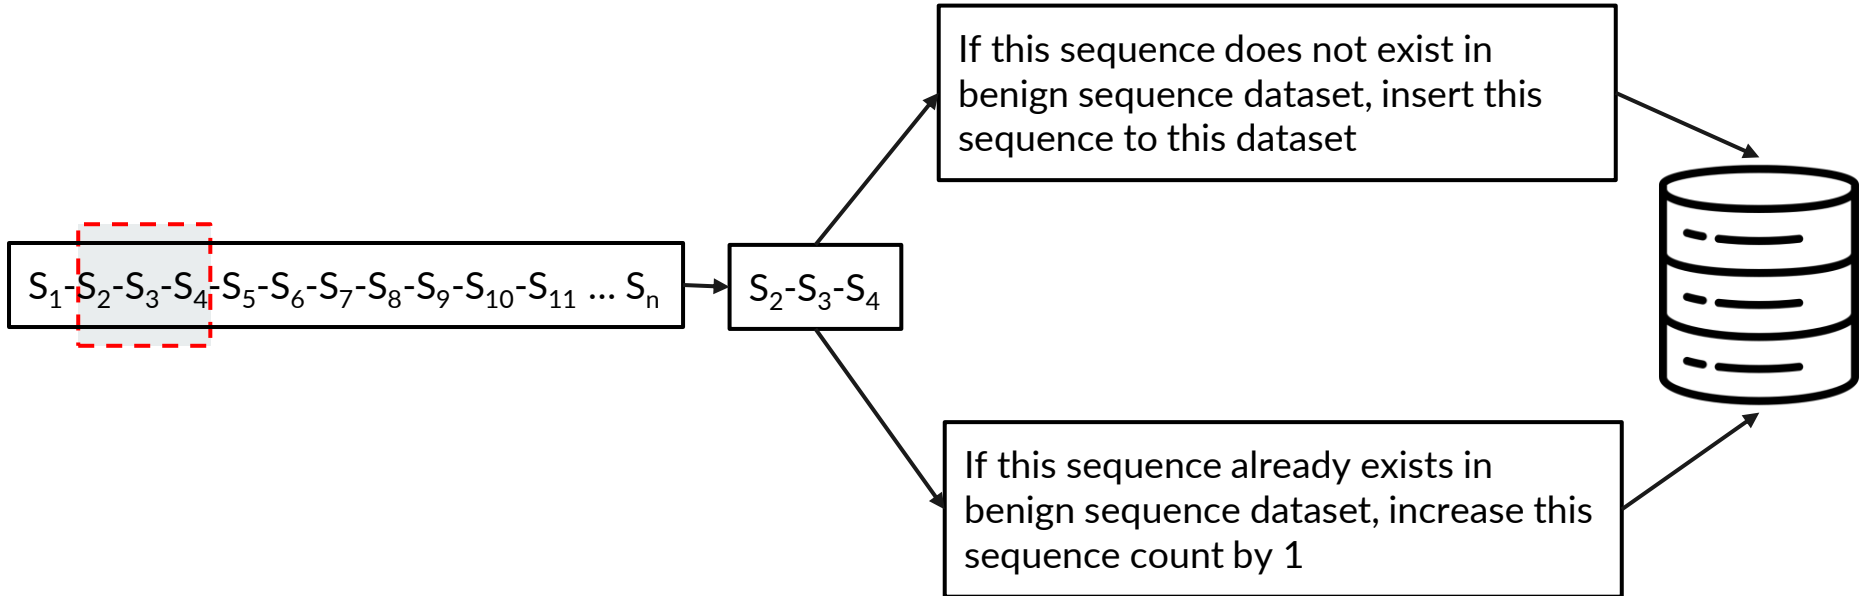 If this sequence does not exist in
benign sequence dataset, insert this
sequence to this dataset
S₁-S₂-S₃-S₄-S₅-S₆-S₇-S₈-S₉-S₁₀-S₁₁ ... Sₙ
S₂-S₃-S₄
If this sequence already exists in
benign sequence dataset, increase this
sequence count by 1